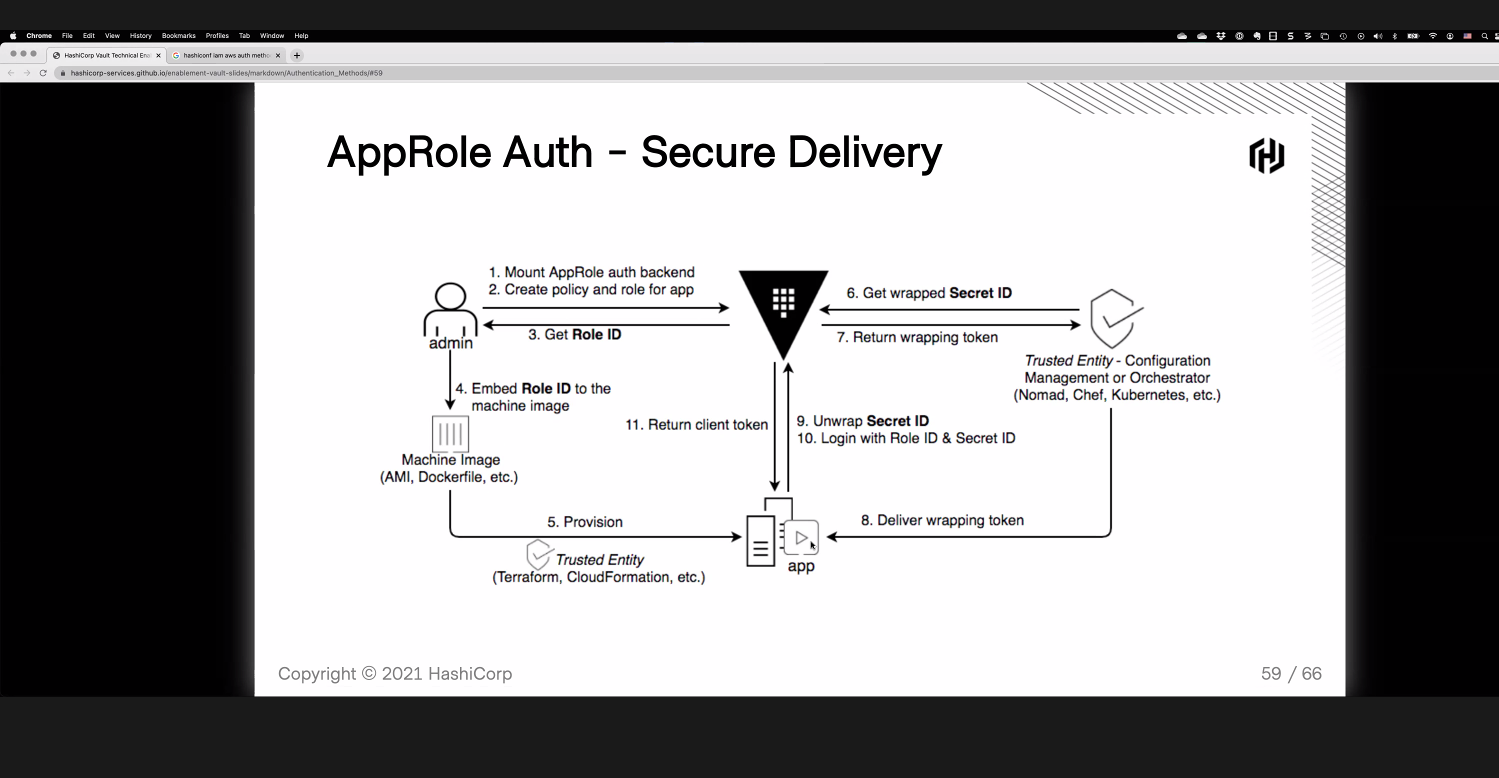 Chrome File Edit View History Bookmarks Profiles Tab Window Help
HashiCorp Vault Technical Ena
hashiconf iam aws auth metho
hashicorp-services.github.io/enablement-vault-slides/markdown/Authentication_Methods/#59
AppRole Auth - Secure Delivery
1. Mount AppRole auth backend
2. Create policy and role for app
3. Get Role ID
admin
4. Embed Role ID to the
machine image
Machine Image
(AMI, Dockerfile, etc.)
5. Provision
Trusted Entity
(Terraform, CloudFormation, etc.)
6. Get wrapped Secret ID
7. Return wrapping token
Trusted Entity - Configuration
Management or Orchestrator
(Nomad, Chef, Kubernetes, etc.)
8. Deliver wrapping token
9. Unwrap Secret ID
10. Login with Role ID & Secret ID
11. Return client token
app
Copyright © 2021 HashiCorp
59 / 66